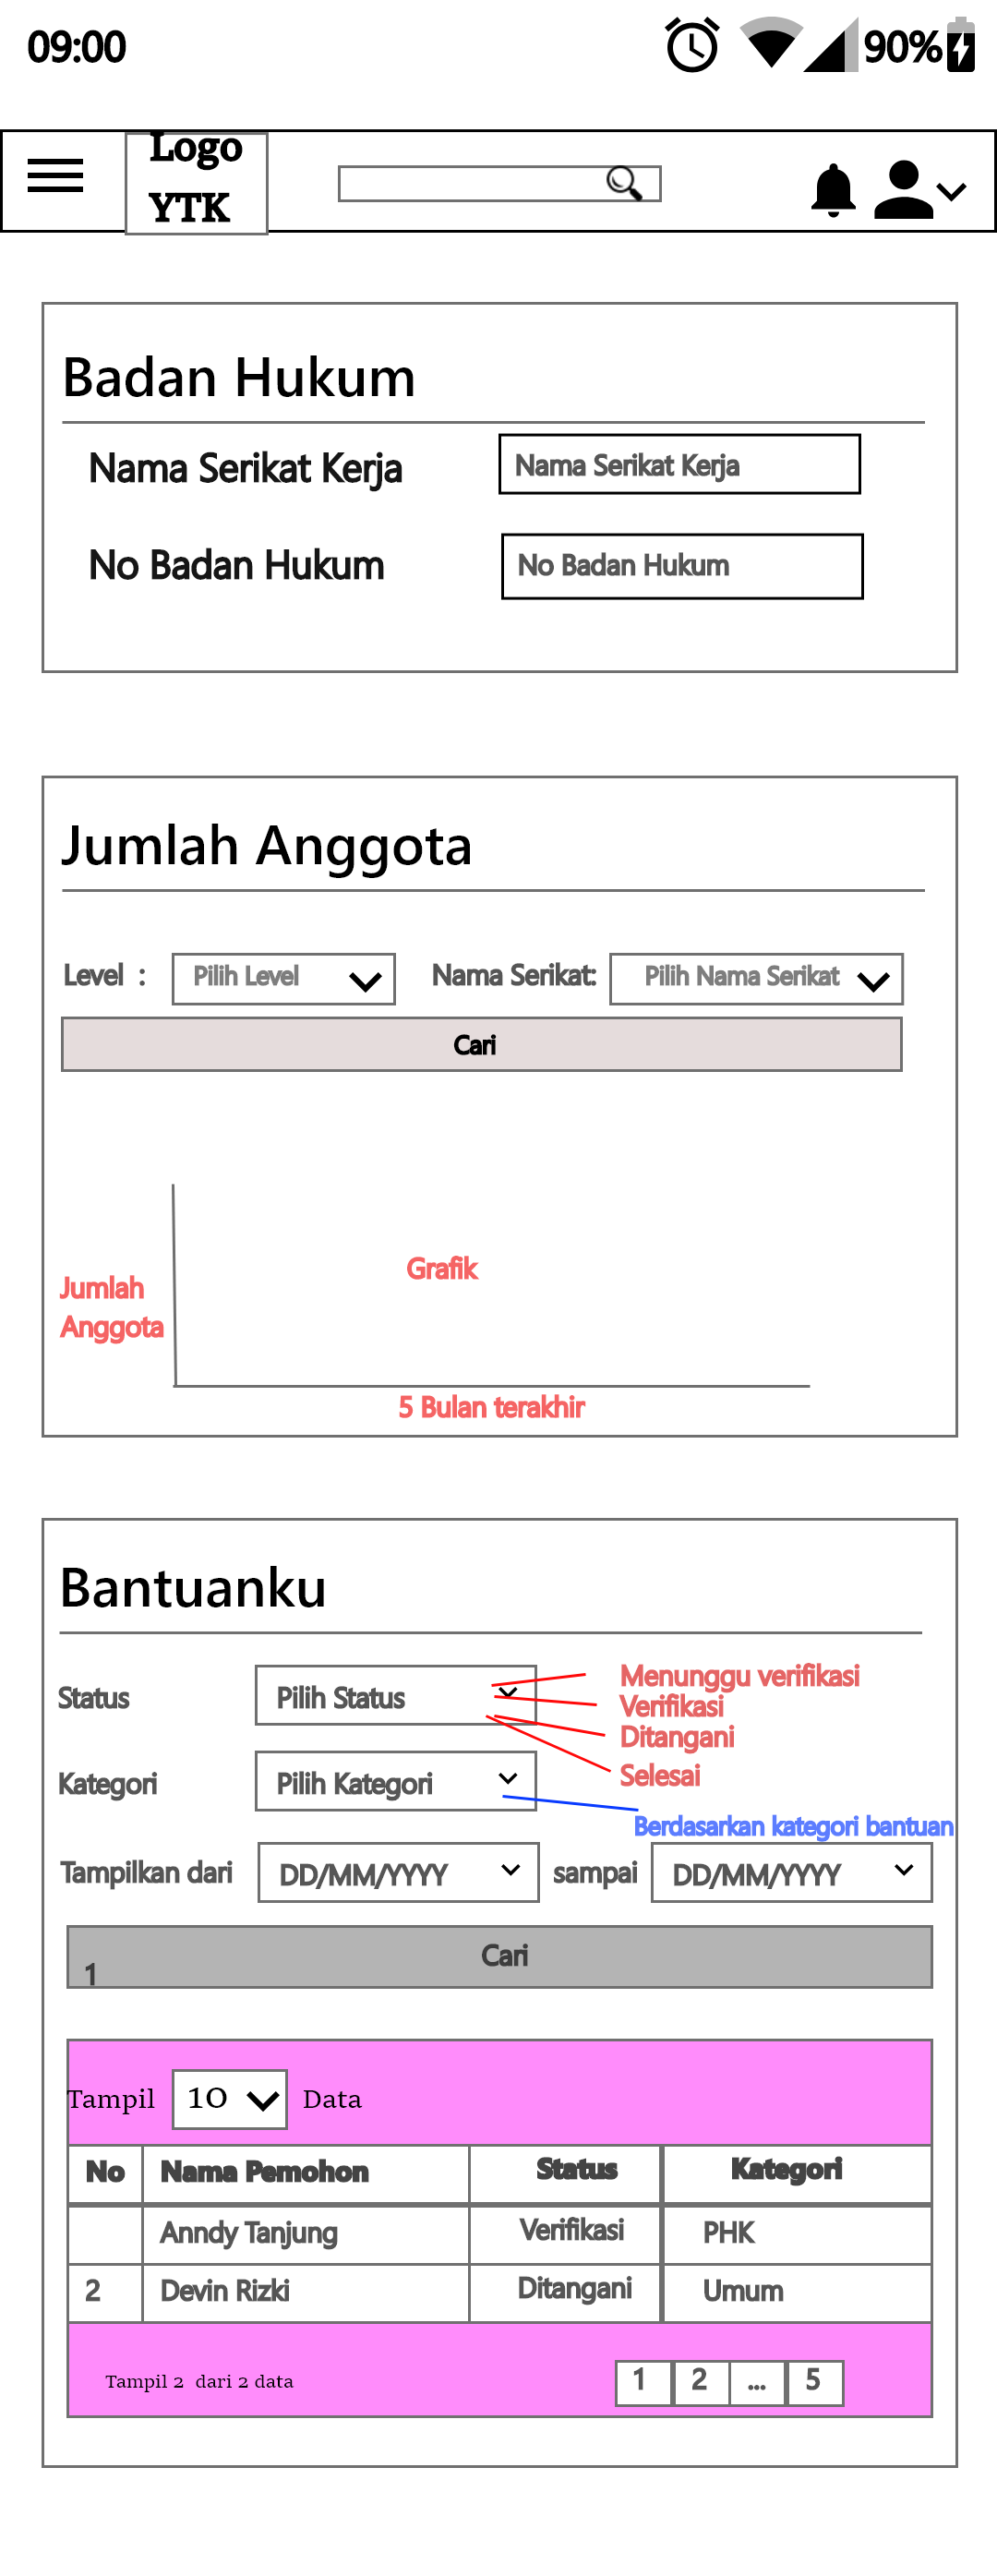 09:00 90%
Logo
YTK
Badan Hukum
Nama Serikat Kerja Nama Serikat Kerja
No Badan Hukum No Badan Hukum
Jumlah Anggota
Level : Pilih Level Nama Serikat: Pilih Nama Serikat
Cari
Grafik
Jumlah
Anggota
5 Bulan terakhir
Bantuanku
Status Pilih Status
Menunggu verifikasi
Verifikasi
Ditangani
Selesai
Kategori Pilih Kategori
Berdasarkan kategori bantuan
Tampilkan dari DD/MM/YYYY sampai DD/MM/YYYY
Cari
1
Tampil 10 Data
No Nama Pemohon Status Kategori
Anndy Tanjung Verifikasi PHK
2 Devin Rizki Ditangani Umum
Tampil 2 dari 2 data 1 2 ... 5